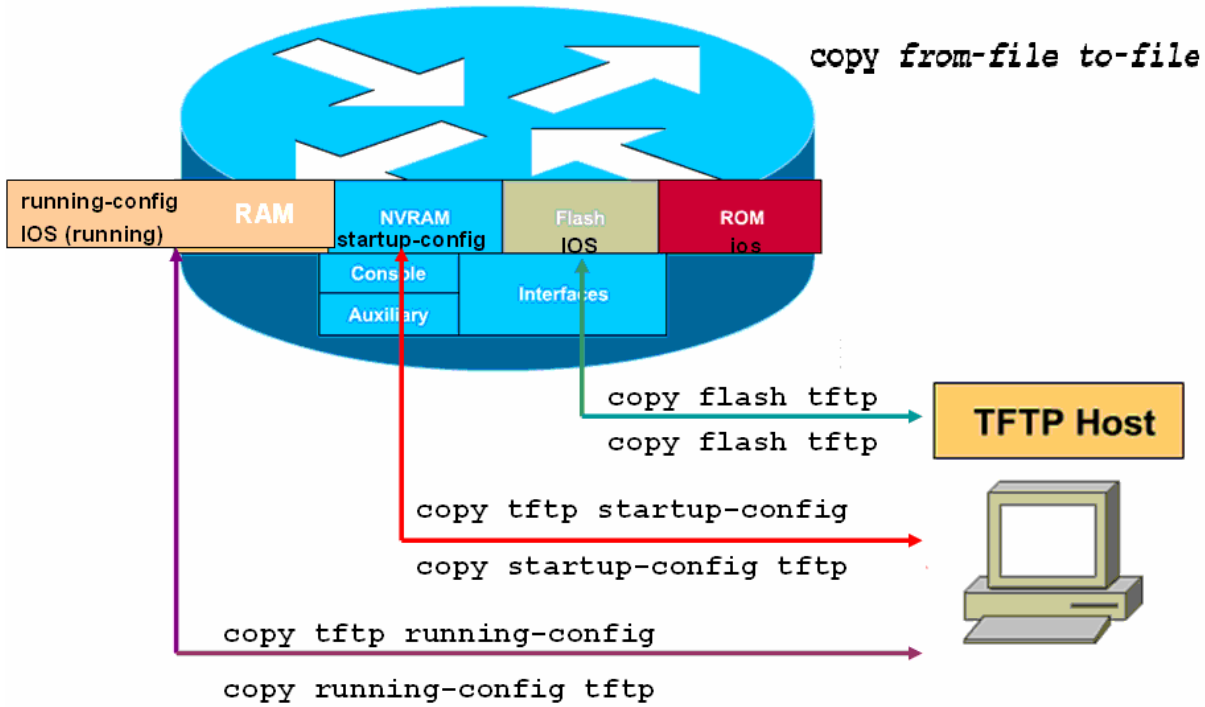 copy from-file to-file
running-config
IOS (running)
RAM
NVRAM
startup-config
Flash
IOS
ROM
ios
Console
Auxiliary
Interfaces
copy flash tftp
copy flash tftp
TFTP Host
copy tftp startup-config
copy startup-config tftp
copy tftp running-config
copy running-config tftp